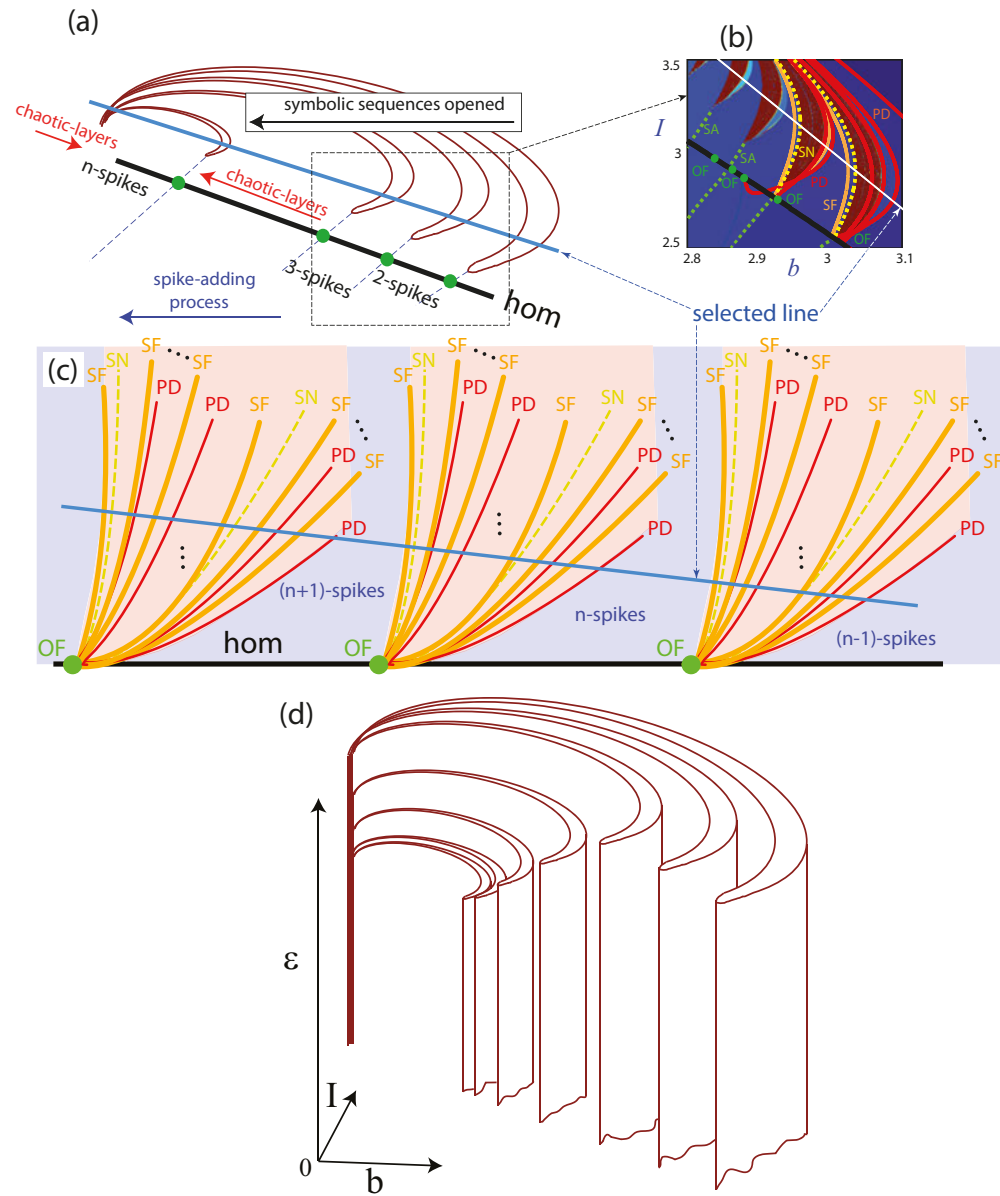 (a)
symbolic sequences opened
chaotic-layers
n-spikes
chaotic-layers
3-spikes
2-spikes
hom
spike-adding
process
(b)
3.5
I
3
2.5
2.8
2.9
3
3.1
b
SA
SA
OF
OF
OF
OF
OF
SN
PD
PD
SF
selected line
(c)
SF
SN
SF
SF
PD
PD
SF
SN
SF
PD
SF
PD
SF
SN
SF
SF
PD
PD
SF
SN
SF
PD
SF
PD
SF
SN
SF
SF
PD
PD
SF
SN
SF
PD
SF
PD
(n+1)-spikes
n-spikes
(n-1)-spikes
OF
hom
OF
OF
(d)
ε
I
0
b